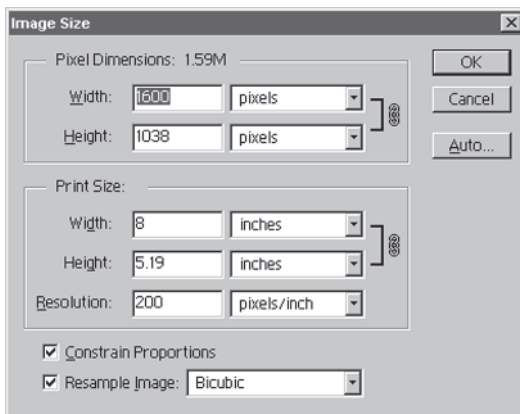 Image Size
Pixel Dimensions: 1.59M
Width: 1600 pixels
Height: 1038 pixels
OK
Cancel
Auto...
Print Size:
Width: 8 inches
Height: 5.19 inches
Resolution: 200 pixels/inch
Constrain Proportions
Resample Image: Bicubic